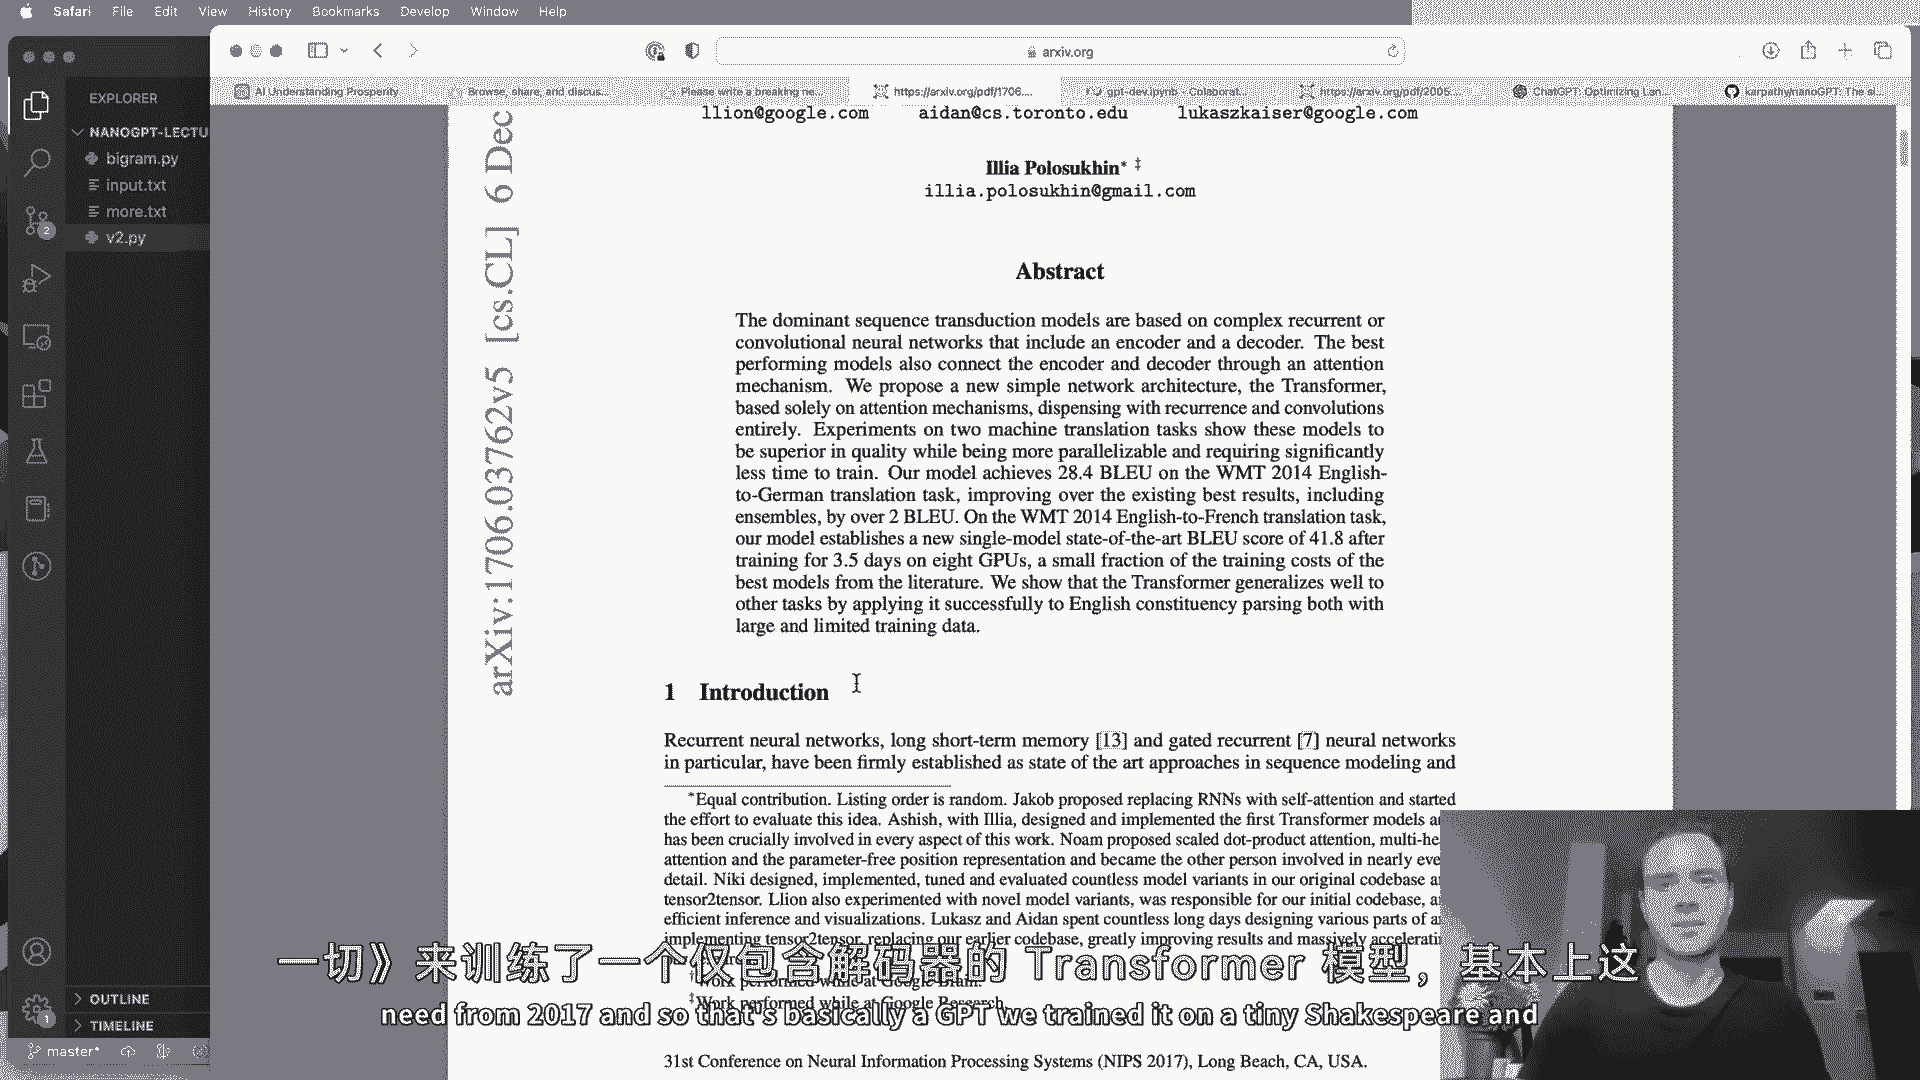 Safari File Edit View History Bookmarks Develop Window Help
arxiv.org
AI Understanding Prosperity
Browse, share, and discus...
Please write a breaking ne...
https://arxiv.org/pdf/1706....
gpt-dev.ipynb - Colaborat...
https://arxiv.org/pdf/2005....
ChatGPT: Optimizing Lan...
karpathy/nanoGPT: The si...
EXPLORER
NANOGPT-LECTU
bigram.py
input.txt
more.txt
v2.py
2
1
OUTLINE
TIMELINE
master*
arXiv:1706.03762v5 [cs.CL] 6 Dec
llion@google.com aidan@cs.toronto.edu lukaszkaiser@google.com
Illia Polosukhin* ‡
illia.polosukhin@gmail.com
Abstract
The dominant sequence transduction models are based on complex recurrent or
convolutional neural networks that include an encoder and a decoder. The best
performing models also connect the encoder and decoder through an attention
mechanism. We propose a new simple network architecture, the Transformer,
based solely on attention mechanisms, dispensing with recurrence and convolutions
entirely. Experiments on two machine translation tasks show these models to
be superior in quality while being more parallelizable and requiring significantly
less time to train. Our model achieves 28.4 BLEU on the WMT 2014 English-
to-German translation task, improving over the existing best results, including
ensembles, by over 2 BLEU. On the WMT 2014 English-to-French translation task,
our model establishes a new single-model state-of-the-art BLEU score of 41.8 after
training for 3.5 days on eight GPUs, a small fraction of the training costs of the
best models from the literature. We show that the Transformer generalizes well to
other tasks by applying it successfully to English constituency parsing both with
large and limited training data.
1 Introduction
Recurrent neural networks, long short-term memory [13] and gated recurrent [7] neural networks
in particular, have been firmly established as state of the art approaches in sequence modeling and
*Equal contribution. Listing order is random. Jakob proposed replacing RNNs with self-attention and started
the effort to evaluate this idea. Ashish, with Illia, designed and implemented the first Transformer models a
has been crucially involved in every aspect of this work. Noam proposed scaled dot-product attention, multi-he
attention and the parameter-free position representation and became the other person involved in nearly eve
detail. Niki designed, implemented, tuned and evaluated countless model variants in our original codebase a
tensor2tensor. Llion also experimented with novel model variants, was responsible for our initial codebase, a
efficient inference and visualizations. Lukasz and Aidan spent countless long days designing various parts of a
implementing tensor2tensor, replacing our earlier codebase, greatly improving results and massively accelerati
†Work performed while at Google Brain.
‡Work performed while at Google Research.
31st Conference on Neural Information Processing Systems (NIPS 2017), Long Beach, CA, USA.
一切》来训练了一个仅包含解码器的 Transformer 模型，基本上这
need from 2017 and so that's basically a GPT we trained it on a tiny Shakespeare and